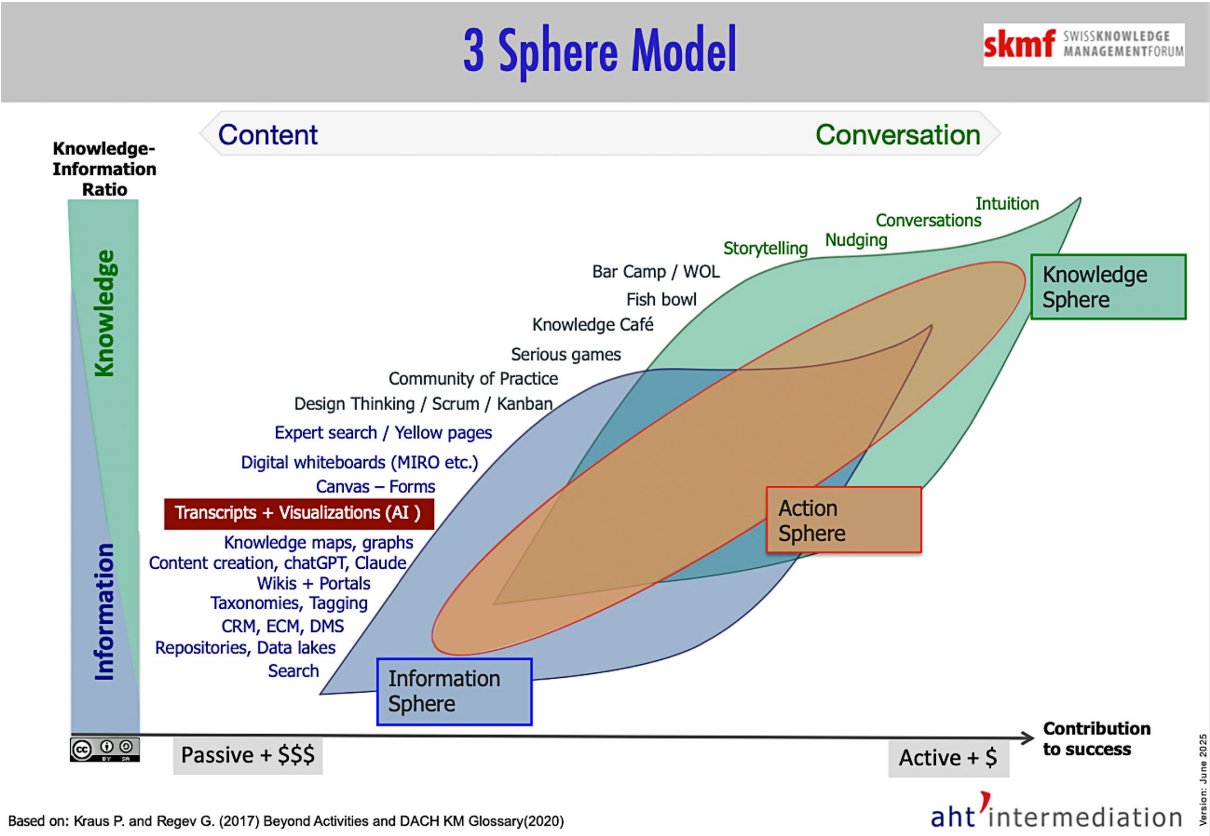 3 Sphere Model
skmf SWISSKNOWLEDGE
MANAGEMENTFORUM
Content
Conversation
Knowledge-
Information
Ratio
Knowledge
Information
Intuition
Conversations
Nudging
Storytelling
Bar Camp / WOL
Fish bowl
Knowledge Café
Serious games
Community of Practice
Design Thinking / Scrum / Kanban
Expert search / Yellow pages
Digital whiteboards (MIRO etc.)
Canvas – Forms
Transcripts + Visualizations (AI )
Knowledge maps, graphs
Content creation, chatGPT, Claude
Wikis + Portals
Taxonomies, Tagging
CRM, ECM, DMS
Repositories, Data lakes
Search
Knowledge
Sphere
Action
Sphere
Information
Sphere
Contribution
to success
Passive + $$$
Active + $
cc BY SA
Version: June 2025
Based on: Kraus P. and Regev G. (2017) Beyond Activities and DACH KM Glossary(2020)
aht'intermediation